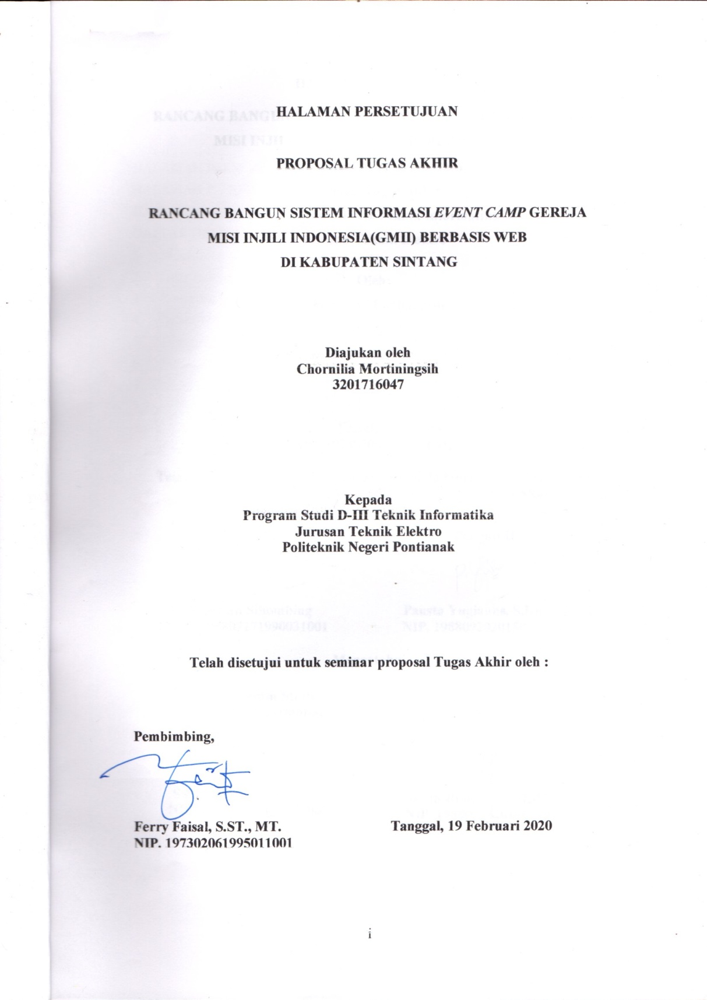 HALAMAN PERSETUJUAN
PROPOSAL TUGAS AKHIR
RANCANG BANGUN SISTEM INFORMASI EVENT CAMP GEREJA
MISI INJILI INDONESIA(GMII) BERBASIS WEB
DI KABUPATEN SINTANG
Diajukan oleh
Chornilia Mortiningsih
3201716047
Kepada
Program Studi D-III Teknik Informatika
Jurusan Teknik Elektro
Politeknik Negeri Pontianak
Telah disetujui untuk seminar proposal Tugas Akhir oleh :
Pembimbing,
Ferry Faisal, S.ST., MT.
NIP. 197302061995011001
Tanggal, 19 Februari 2020
i